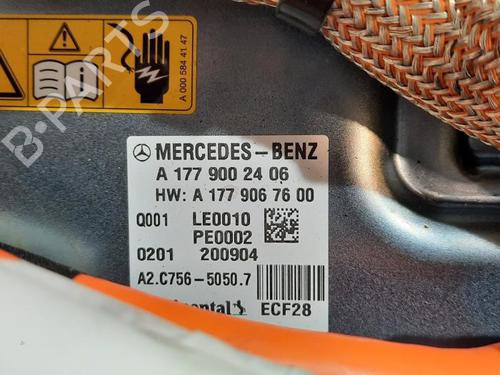 A 000 584 41 47
MERCEDES-BENZ
A 177 900 24 06
HW: A 177 906 76 00
Q001 LE0010
PE0002
0201 200904
A2.C756-5050.7
ECF28
B-PARTS